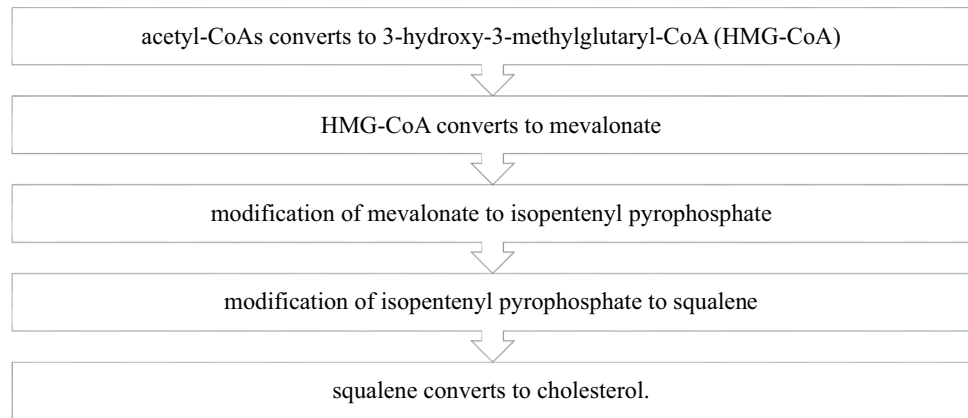 acetyl-CoAs converts to 3-hydroxy-3-methylglutaryl-CoA (HMG-CoA)
HMG-CoA converts to mevalonate
modification of mevalonate to isopentenyl pyrophosphate
modification of isopentenyl pyrophosphate to squalene
squalene converts to cholesterol.